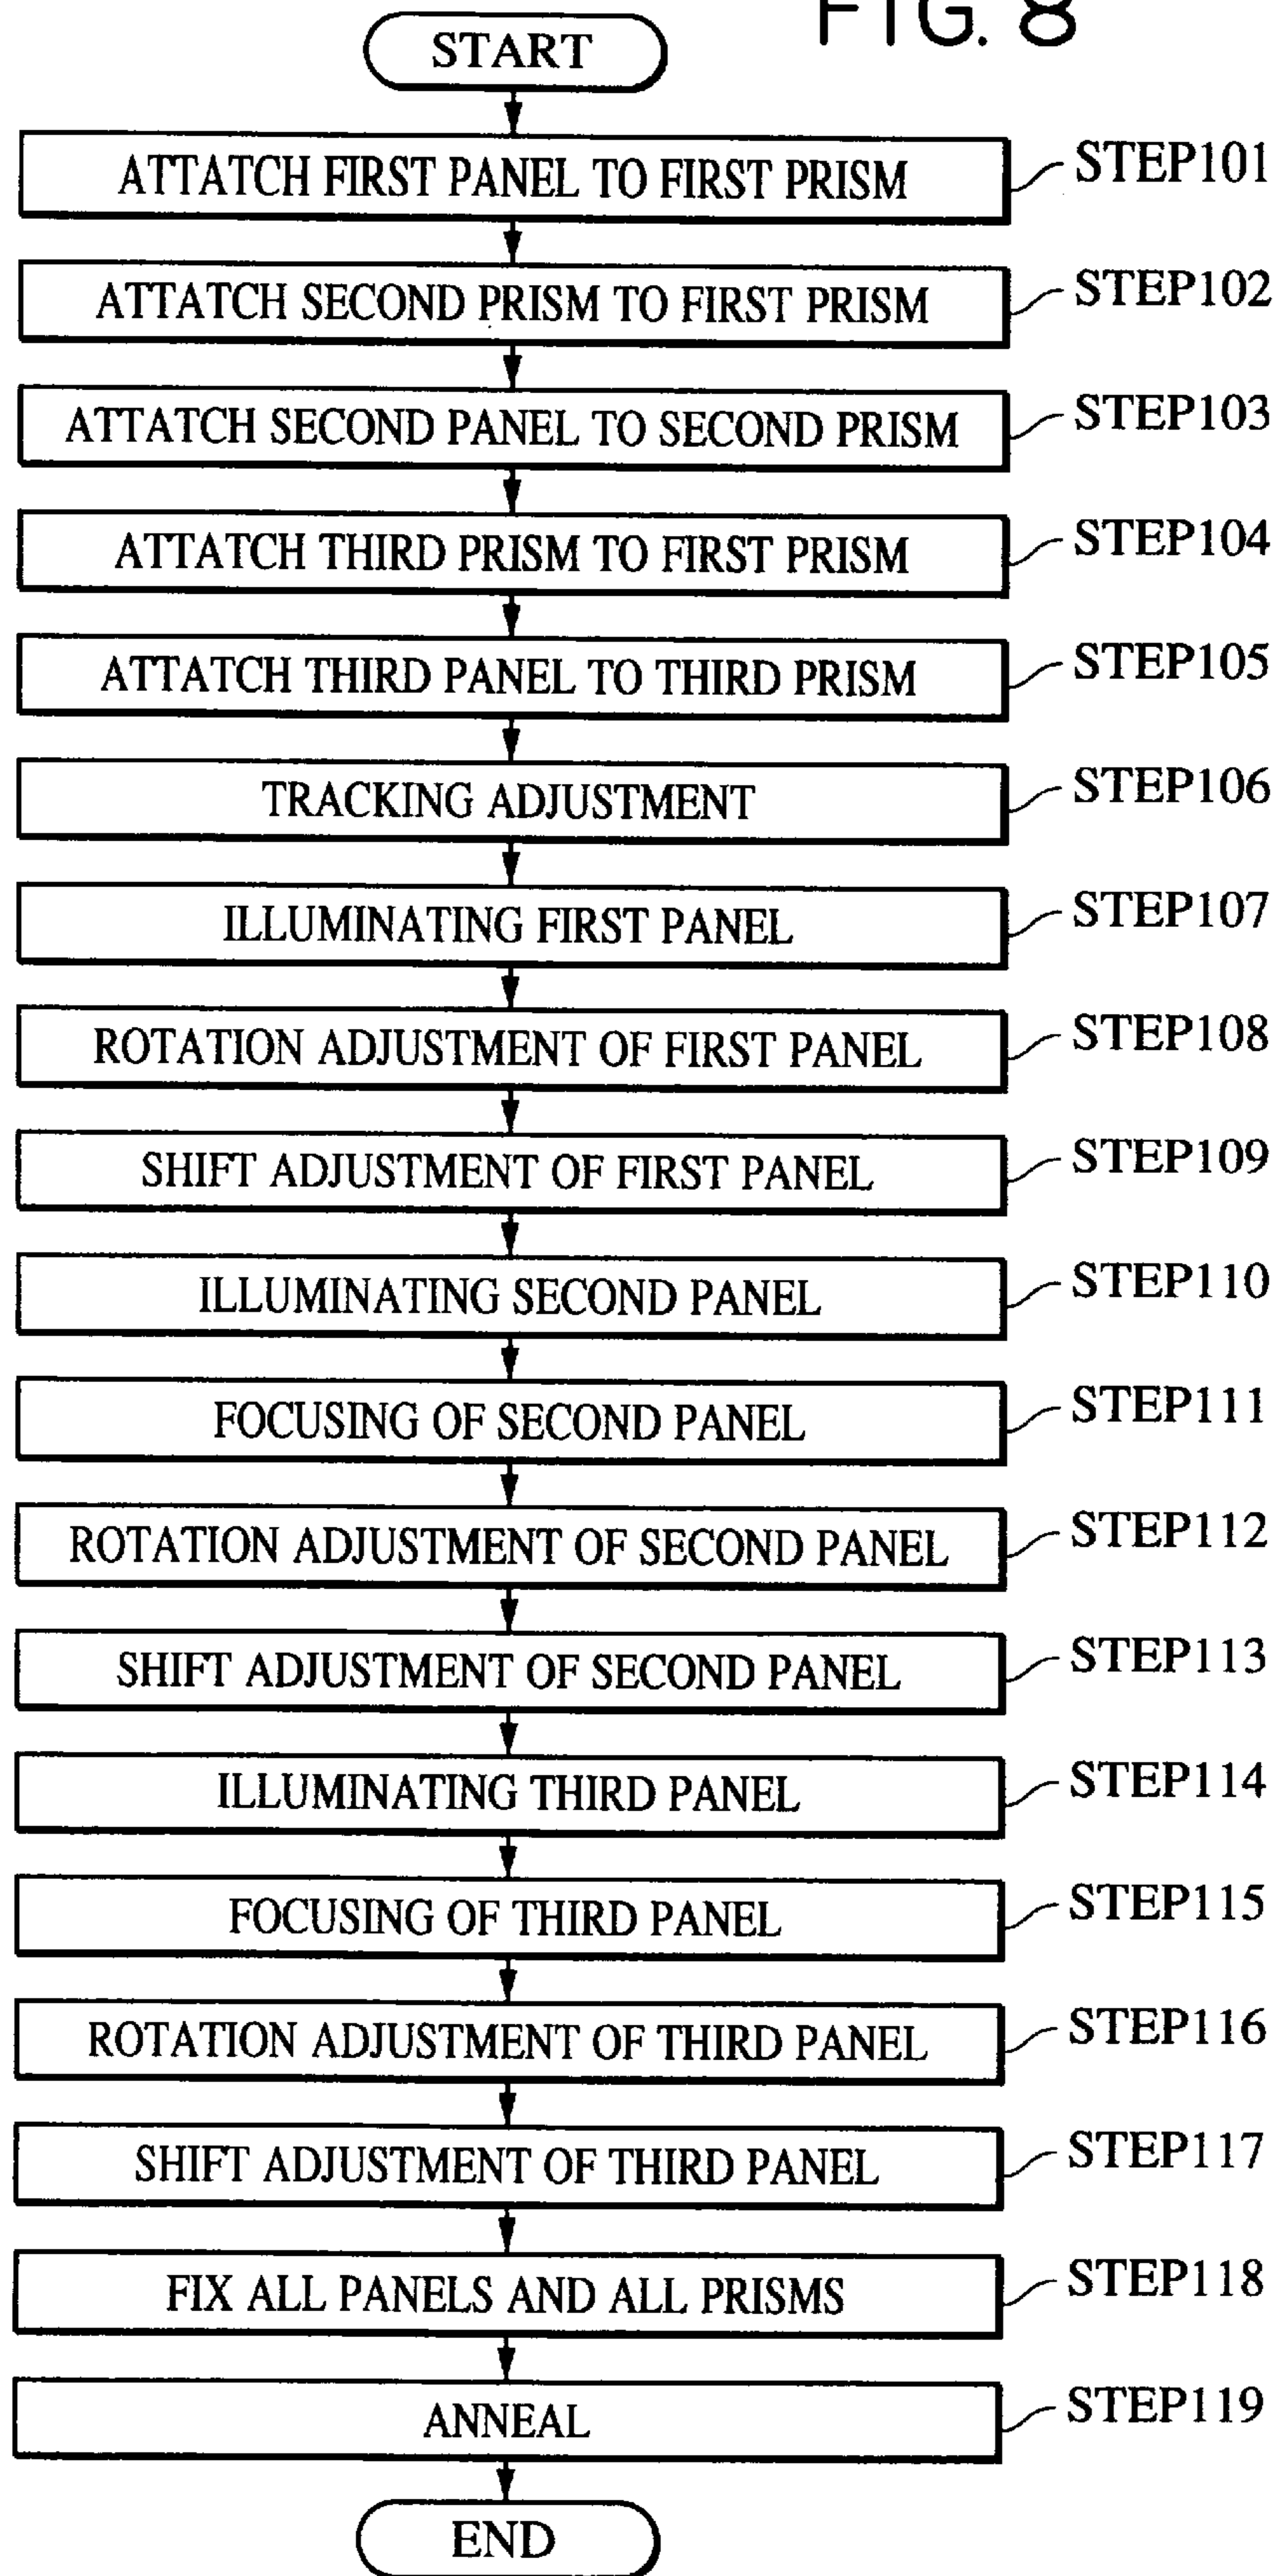 FIG. 8
START
ATTATCH FIRST PANEL TO FIRST PRISM STEP101
ATTATCH SECOND PRISM TO FIRST PRISM STEP102
ATTATCH SECOND PANEL TO SECOND PRISM STEP103
ATTATCH THIRD PRISM TO FIRST PRISM STEP104
ATTATCH THIRD PANEL TO THIRD PRISM STEP105
TRACKING ADJUSTMENT STEP106
ILLUMINATING FIRST PANEL STEP107
ROTATION ADJUSTMENT OF FIRST PANEL STEP108
SHIFT ADJUSTMENT OF FIRST PANEL STEP109
ILLUMINATING SECOND PANEL STEP110
FOCUSING OF SECOND PANEL STEP111
ROTATION ADJUSTMENT OF SECOND PANEL STEP112
SHIFT ADJUSTMENT OF SECOND PANEL STEP113
ILLUMINATING THIRD PANEL STEP114
FOCUSING OF THIRD PANEL STEP115
ROTATION ADJUSTMENT OF THIRD PANEL STEP116
SHIFT ADJUSTMENT OF THIRD PANEL STEP117
FIX ALL PANELS AND ALL PRISMS STEP118
ANNEAL STEP119
END